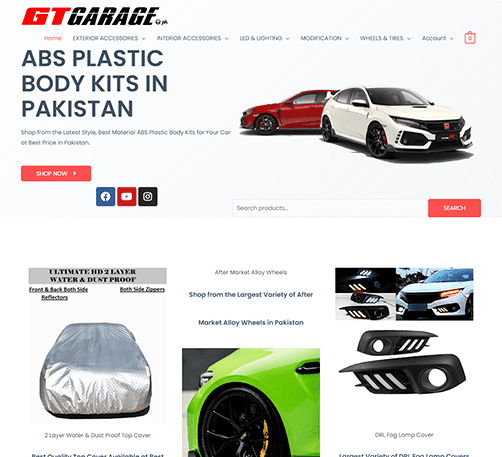 GTGARAGE .pk
Home EXTERIOR ACCESSORIES INTERIOR ACCESSORIES LED & LIGHTING MODIFICATION WHEELS & TIRES Account 0
ABS PLASTIC
BODY KITS IN
PAKISTAN
Shop from the Latest Style, Best Material ABS Plastic Body Kits for Your Car
at Best Price in Pakistan.
SHOP NOW
Search products...
SEARCH
ULTIMATE HD 2 LAYER
WATER & DUST PROOF
Front & Back Both Side
Reflectors
Both Side Zippers
2 Layer Water & Dust Proof Top Cover
Best Quality Top Cover Available at Best
After Market Alloy Wheels
Shop from the Largest Variety of After
Market Alloy Wheels in Pakistan
DRL Fog Lamp Cover
Largest Variety of DRL Fog Lamp Covers